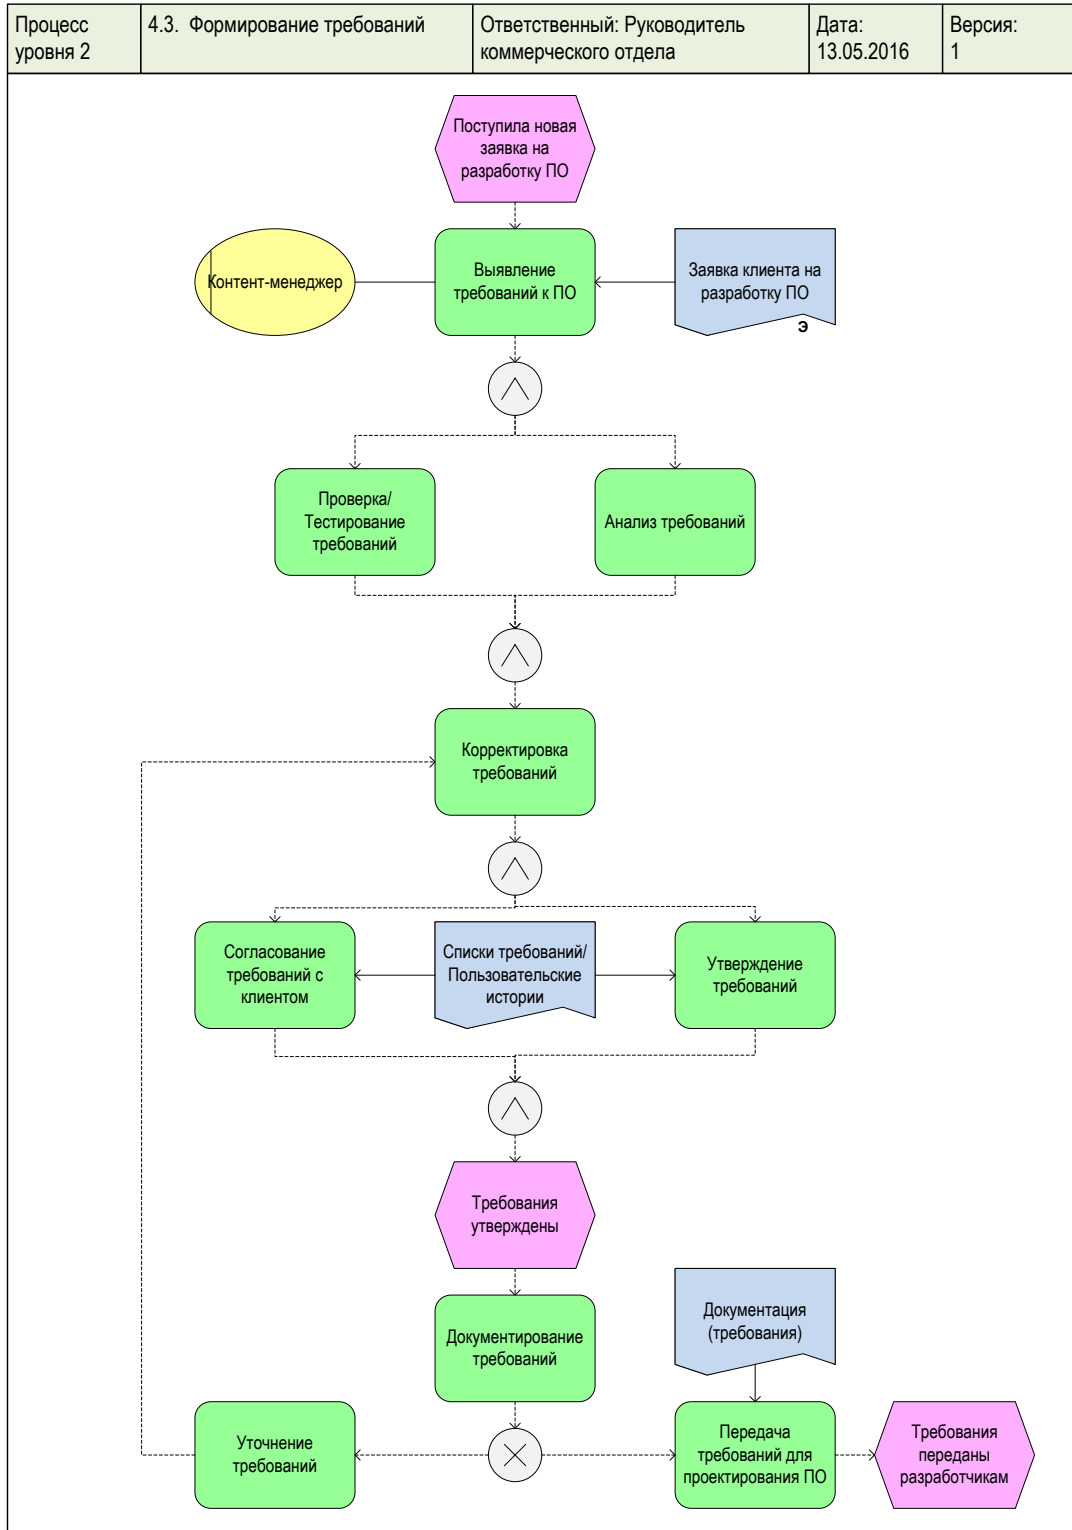 Процесс
уровня 2
4.3. Формирование требований
Ответственный: Руководитель
коммерческого отдела
Дата:
13.05.2016
Версия:
1
Поступила новая
заявка на
разработку ПО
Контент-менеджер
Выявление
требований к ПО
Заявка клиента на
разработку ПО
Э
Проверка/
Тестирование
требований
Анализ требований
Корректировка
требований
Согласование
требований с
клиентом
Списки требований/
Пользовательские
истории
Утверждение
требований
Требования
утверждены
Документирование
требований
Документация
(требования)
Уточнение
требований
Передача
требований для
проектирования ПО
Требования
переданы
разработчикам